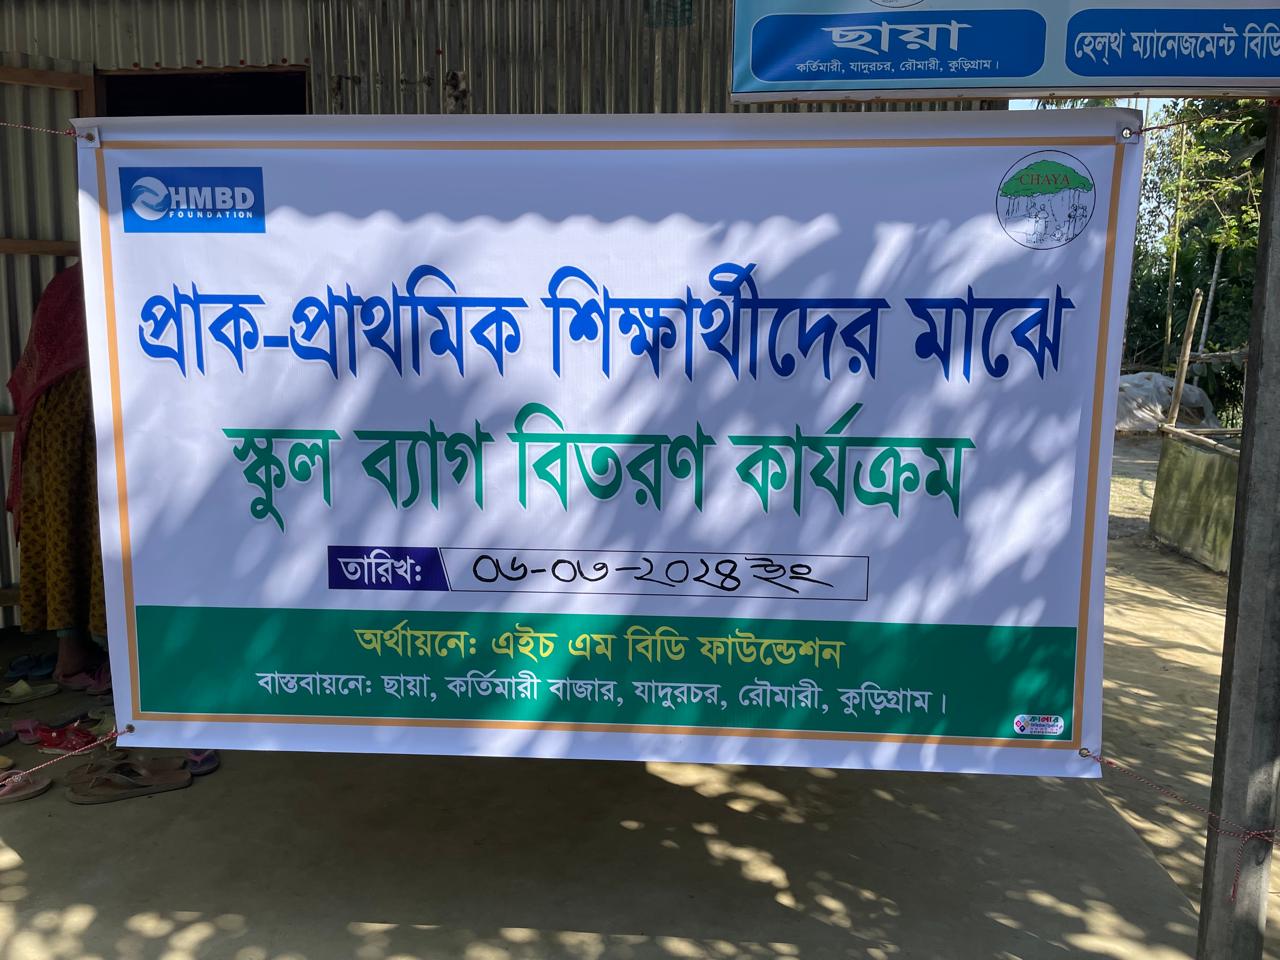 ছায়া
কর্তিমারী, যাদুরচর, রৌমারী, কুড়িগ্রাম।
হেল্থ ম্যানেজমেন্ট বিডি
HMBD
FOUNDATION
CHAYA
প্রাক-প্রাথমিক শিক্ষার্থীদের মাঝে
স্কুল ব্যাগ বিতরণ কার্যক্রম
তারিখ: ০৬-০৩-২০২৪ ইং
অর্থায়নে: এইচ এম বিডি ফাউন্ডেশন
বাস্তবায়নে: ছায়া, কর্তিমারী বাজার, যাদুরচর, রৌমারী, কুড়িগ্রাম।
কালার